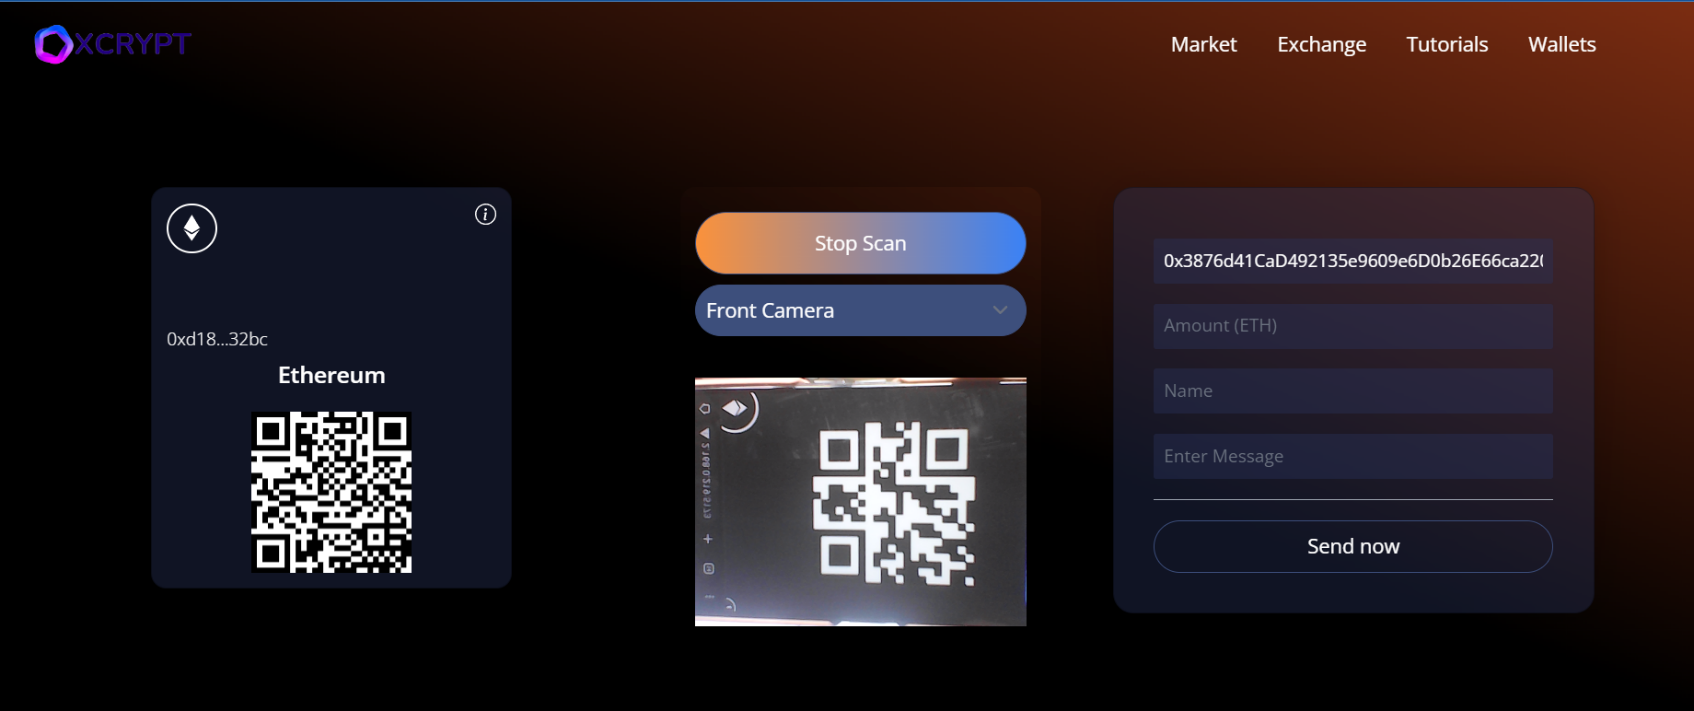 XCRYPT
Market Exchange Tutorials Wallets
0xd18...32bc
Ethereum
Stop Scan
Front Camera
0x3876d41CaD492135e9609e6D0b26E66ca220
Amount (ETH)
Name
Enter Message
Send now